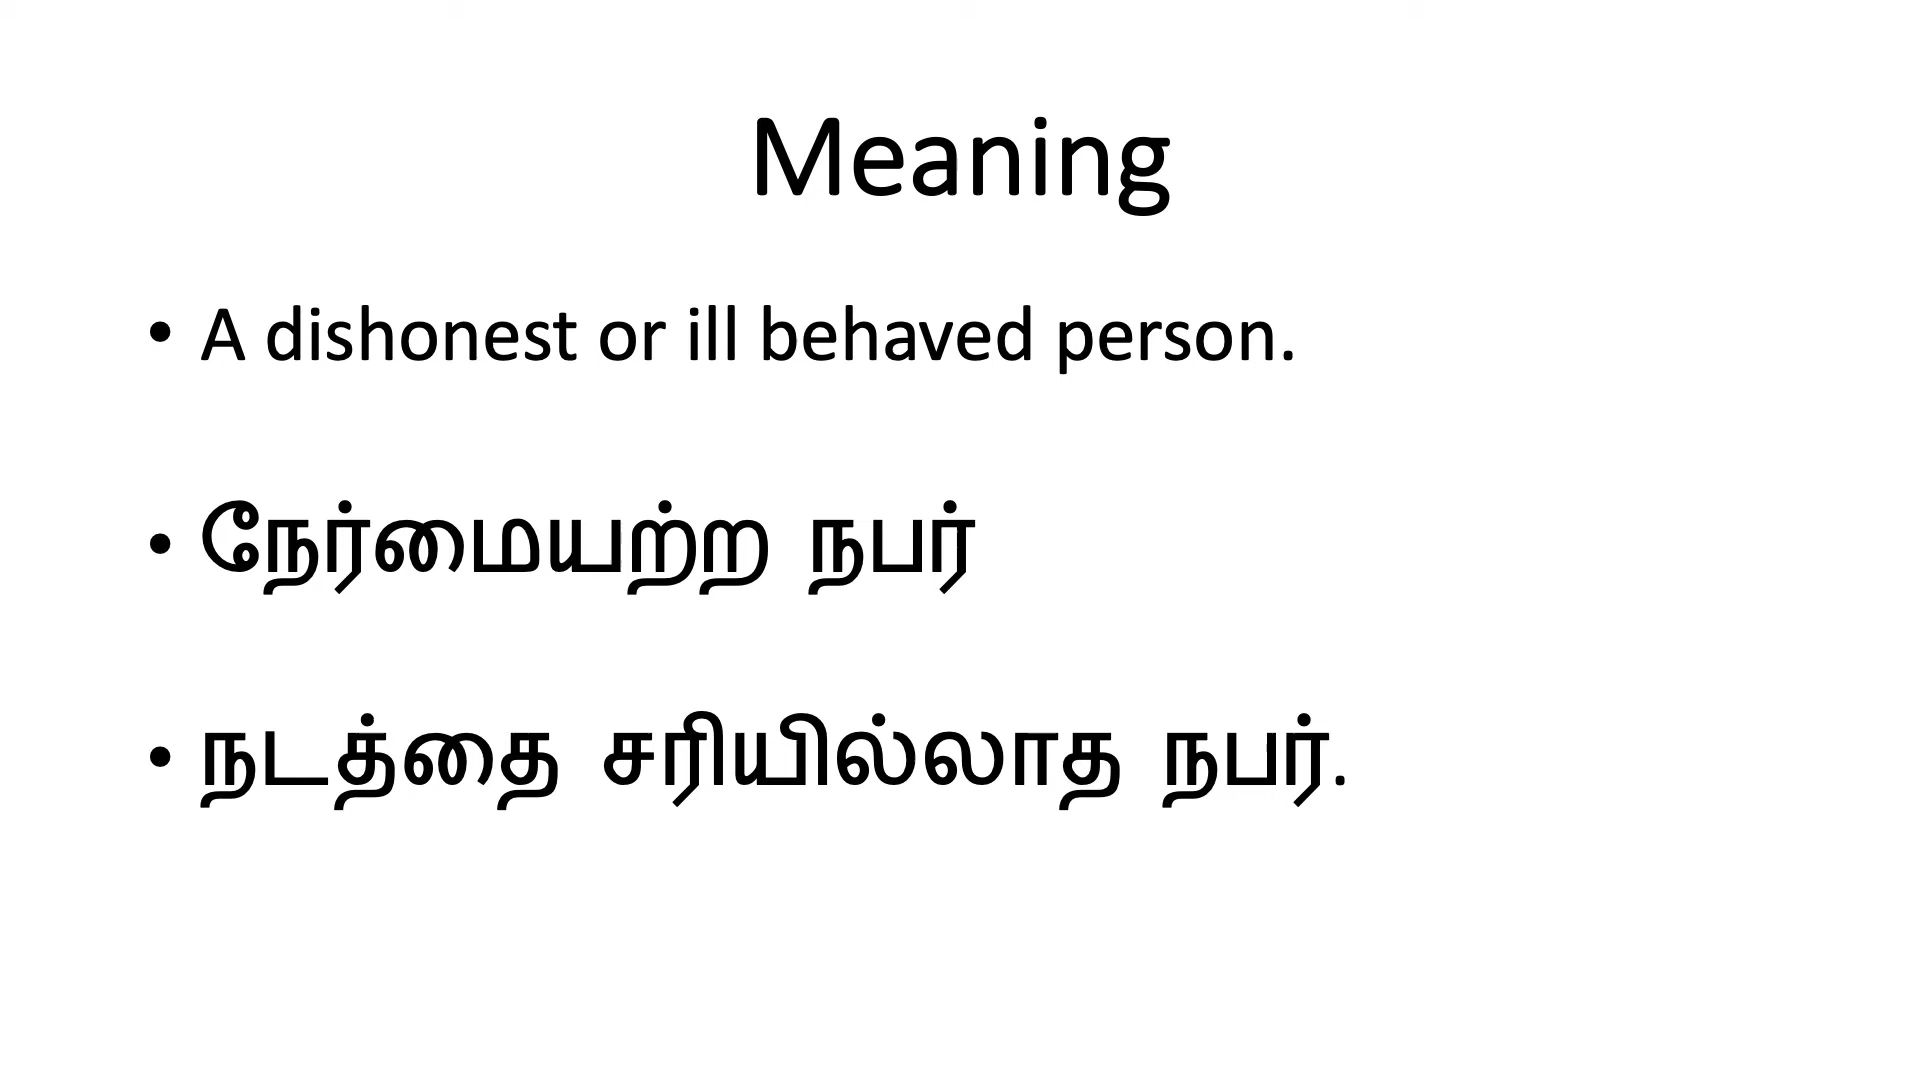 Meaning
• A dishonest or ill behaved person.
• நேர்மையற்ற நபர்
• நடத்தை சரியில்லாத நபர்.